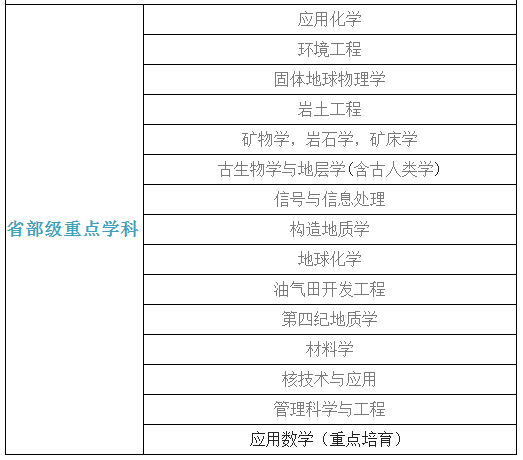 应用化学
环境工程
固体地球物理学
岩土工程
矿物学，岩石学，矿床学
古生物学与地层学(含古人类学)
信号与信息处理
省部级重点学科
构造地质学
地球化学
油气田开发工程
第四纪地质学
材料学
核技术与应用
管理科学与工程
应用数学（重点培育）